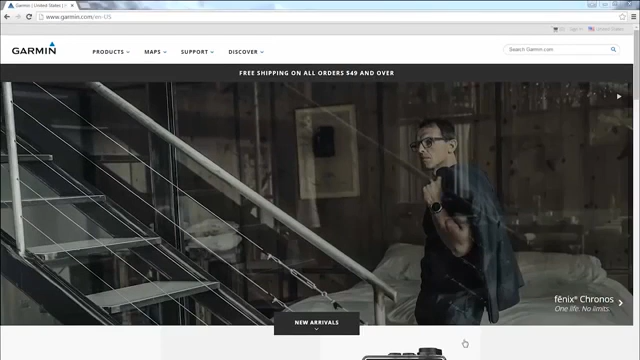 Garmin | United States |
www.garmin.com/en-US
Sign In
United States
GARMIN
PRODUCTS
MAPS
SUPPORT
DISCOVER
Search Garmin.com
FREE SHIPPING ON ALL ORDERS $49 AND OVER
fēnix® Chronos
One life. No limits.
NEW ARRIVALS